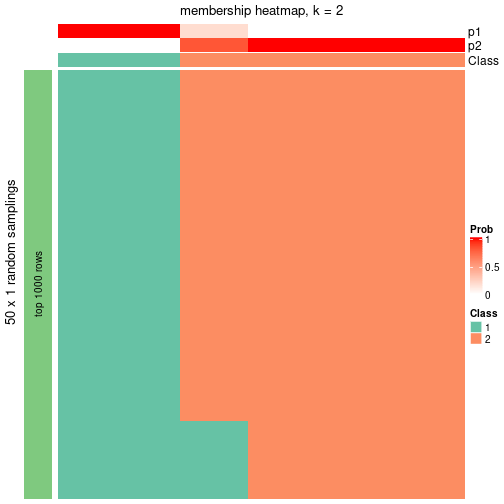 membership heatmap, k = 2
p1
p2
Class
50 x 1 random samplings
top 1000 rows
Prob
1
0.5
0
Class
1
2